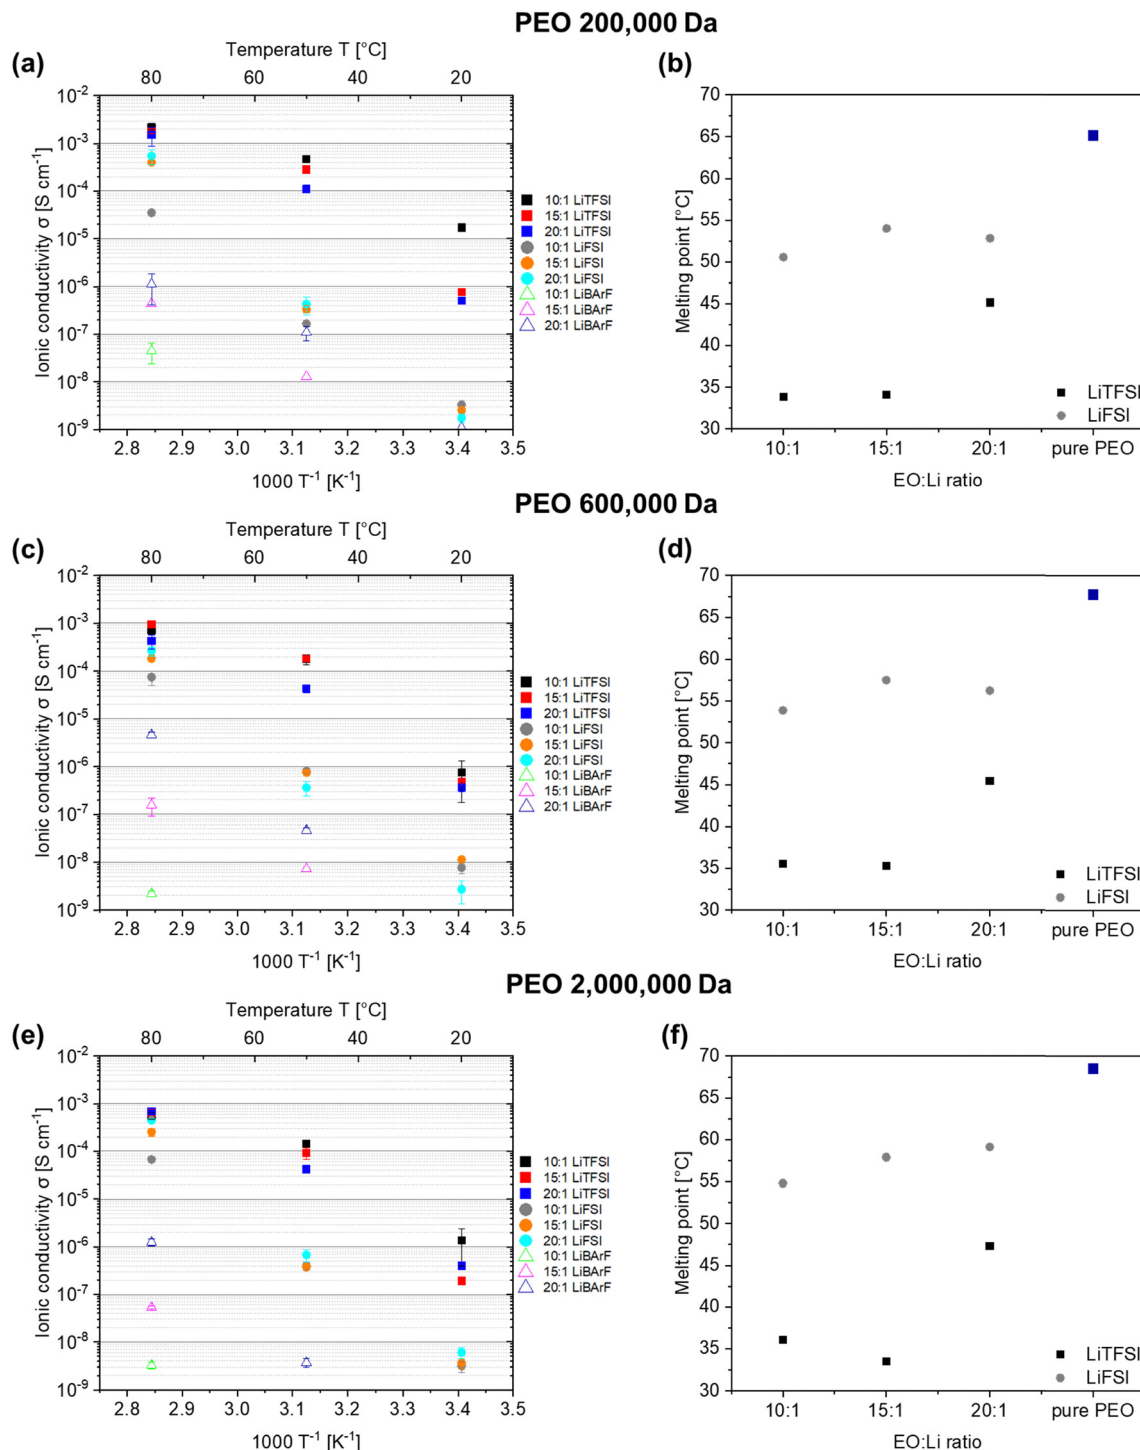 PEO 200,000 Da
(a)
Temperature T [°C]
80 60 40 20
Ionic conductivity σ [S cm⁻¹]
10⁻²
10⁻³
10⁻⁴
10⁻⁵
10⁻⁶
10⁻⁷
10⁻⁸
10⁻⁹
2.8 2.9 3.0 3.1 3.2 3.3 3.4 3.5
1000 T⁻¹ [K⁻¹]
10:1 LiTFSI
15:1 LiTFSI
20:1 LiTFSI
10:1 LiFSI
15:1 LiFSI
20:1 LiFSI
10:1 LiBArF
15:1 LiBArF
20:1 LiBArF
(b)
Melting point [°C]
70
65
60
55
50
45
40
35
30
LiTFSI
LiFSI
10:1 15:1 20:1 pure PEO
EO:Li ratio
PEO 600,000 Da
(c)
Temperature T [°C]
80 60 40 20
Ionic conductivity σ [S cm⁻¹]
10⁻²
10⁻³
10⁻⁴
10⁻⁵
10⁻⁶
10⁻⁷
10⁻⁸
10⁻⁹
2.8 2.9 3.0 3.1 3.2 3.3 3.4 3.5
1000 T⁻¹ [K⁻¹]
10:1 LiTFSI
15:1 LiTFSI
20:1 LiTFSI
10:1 LiFSI
15:1 LiFSI
20:1 LiFSI
10:1 LiBArF
15:1 LiBArF
20:1 LiBArF
(d)
Melting point [°C]
70
65
60
55
50
45
40
35
30
LiTFSI
LiFSI
10:1 15:1 20:1 pure PEO
EO:Li ratio
PEO 2,000,000 Da
(e)
Temperature T [°C]
80 60 40 20
Ionic conductivity σ [S cm⁻¹]
10⁻²
10⁻³
10⁻⁴
10⁻⁵
10⁻⁶
10⁻⁷
10⁻⁸
10⁻⁹
2.8 2.9 3.0 3.1 3.2 3.3 3.4 3.5
1000 T⁻¹ [K⁻¹]
10:1 LiTFSI
15:1 LiTFSI
20:1 LiTFSI
10:1 LiFSI
15:1 LiFSI
20:1 LiFSI
10:1 LiBArF
15:1 LiBArF
20:1 LiBArF
(f)
Melting point [°C]
70
65
60
55
50
45
40
35
30
LiTFSI
LiFSI
10:1 15:1 20:1 pure PEO
EO:Li ratio